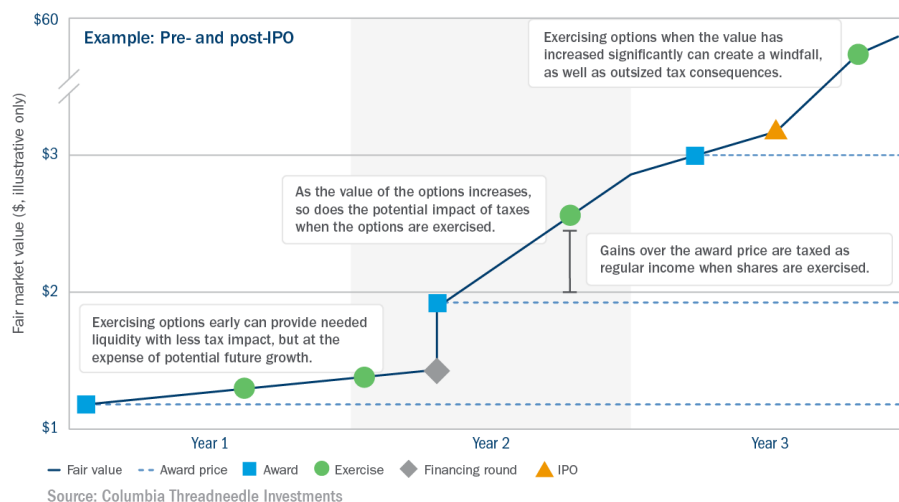 $60
Example: Pre- and post-IPO
Exercising options when the value has
increased significantly can create a windfall,
as well as outsized tax consequences.
Fair market value ($, illustrative only)
$3
As the value of the options increases,
so does the potential impact of taxes
when the options are exercised.
Gains over the award price are taxed as
regular income when shares are exercised.
$2
Exercising options early can provide needed
liquidity with less tax impact, but at the
expense of potential future growth.
$1
Year 1 Year 2 Year 3
Fair value Award price Award Exercise Financing round IPO
Source: Columbia Threadneedle Investments